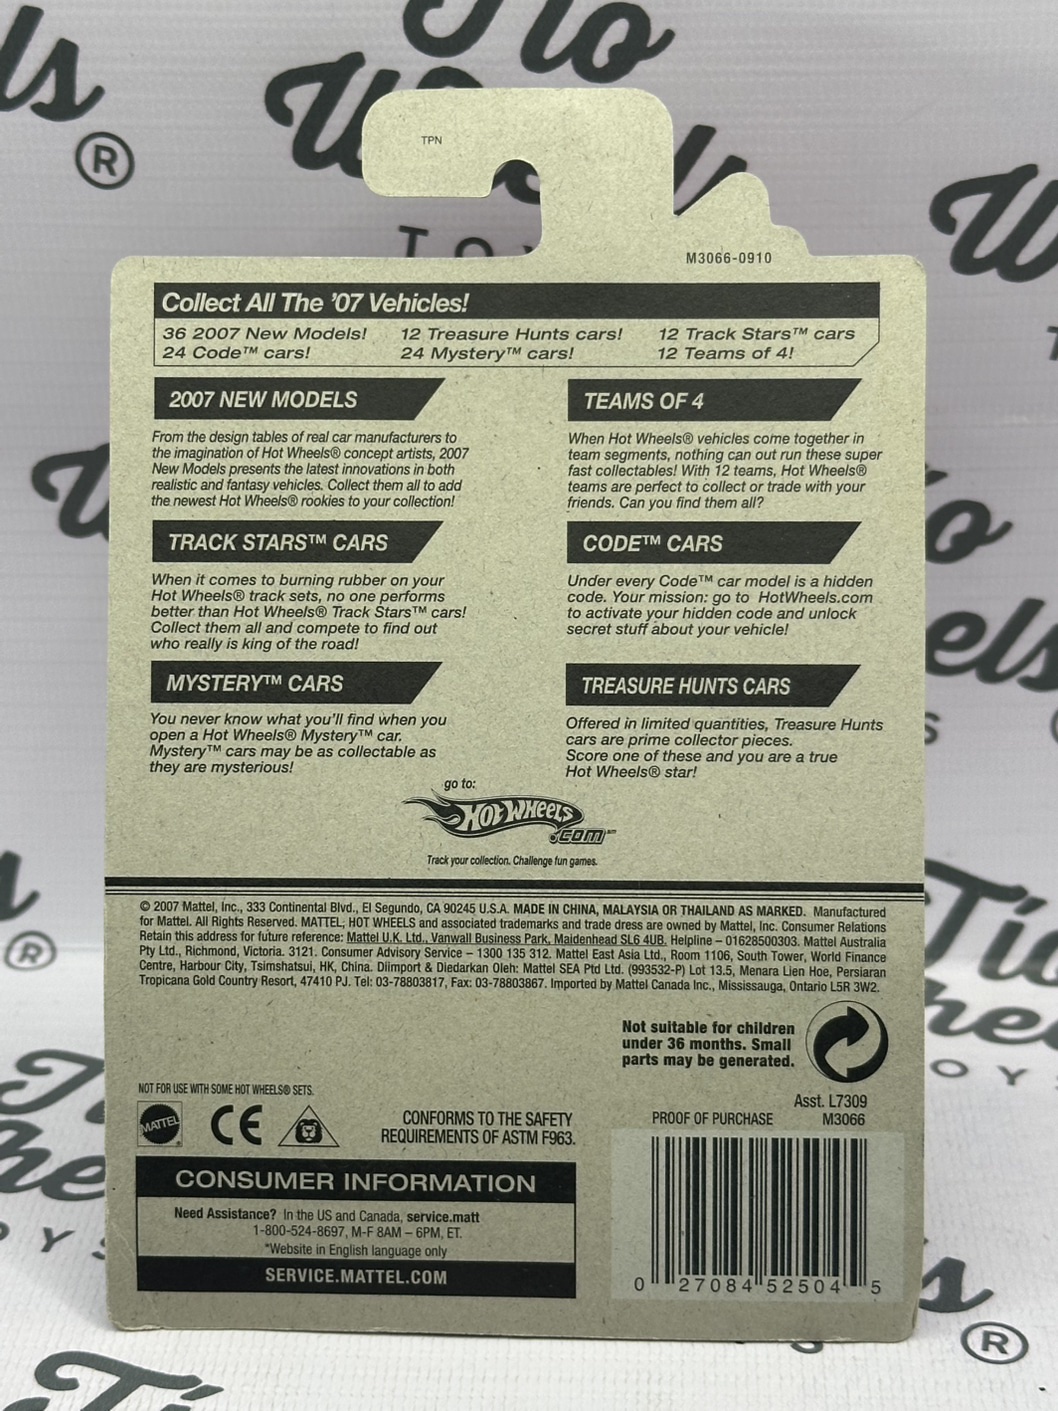 TPN
M3066-0910
Collect All The '07 Vehicles!
36 2007 New Models! 12 Treasure Hunts cars! 12 Track Stars™ cars
24 Code™ cars! 24 Mystery™ cars! 12 Teams of 4!
2007 NEW MODELS
From the design tables of real car manufacturers to
the imagination of Hot Wheels® concept artists, 2007
New Models presents the latest innovations in both
realistic and fantasy vehicles. Collect them all to add
the newest Hot Wheels® rookies to your collection!
TEAMS OF 4
When Hot Wheels® vehicles come together in
team segments, nothing can out run these super
fast collectables! With 12 teams, Hot Wheels®
teams are perfect to collect or trade with your
friends. Can you find them all?
TRACK STARS™ CARS
When it comes to burning rubber on your
Hot Wheels® track sets, no one performs
better than Hot Wheels® Track Stars™ cars!
Collect them all and compete to find out
who really is king of the road!
CODE™ CARS
Under every Code™ car model is a hidden
code. Your mission: go to HotWheels.com
to activate your hidden code and unlock
secret stuff about your vehicle!
MYSTERY™ CARS
You never know what you'll find when you
open a Hot Wheels® Mystery™ car.
Mystery™ cars may be as collectable as
they are mysterious!
TREASURE HUNTS CARS
Offered in limited quantities, Treasure Hunts
cars are prime collector pieces.
Score one of these and you are a true
Hot Wheels® star!
go to:
HOT WHEELS
.COM℠
Track your collection. Challenge fun games.
© 2007 Mattel, Inc., 333 Continental Blvd., El Segundo, CA 90245 U.S.A. MADE IN CHINA, MALAYSIA OR THAILAND AS MARKED. Manufactured
for Mattel. All Rights Reserved. MATTEL, HOT WHEELS and associated trademarks and trade dress are owned by Mattel, Inc. Consumer Relations
Retain this address for future reference: Mattel U.K. Ltd., Vanwall Business Park, Maidenhead SL6 4UB. Helpline – 01628500303. Mattel Australia
Pty Ltd., Richmond, Victoria. 3121. Consumer Advisory Service – 1300 135 312. Mattel East Asia Ltd., Room 1106, South Tower, World Finance
Centre, Harbour City, Tsimshatsui, HK, China. Diimport & Diedarkan Oleh: Mattel SEA Ptd Ltd. (993532-P) Lot 13.5, Menara Lien Hoe, Persiaran
Tropicana Gold Country Resort, 47410 PJ. Tel: 03-78803817, Fax: 03-78803867. Imported by Mattel Canada Inc., Mississauga, Ontario L5R 3W2.
Not suitable for children
under 36 months. Small
parts may be generated.
NOT FOR USE WITH SOME HOT WHEELS® SETS.
MATTEL
CE
CONFORMS TO THE SAFETY
REQUIREMENTS OF ASTM F963.
Asst. L7309
PROOF OF PURCHASE M3066
CONSUMER INFORMATION
Need Assistance? In the US and Canada, service.matt
1-800-524-8697, M-F 8AM – 6PM, ET.
*Website in English language only
SERVICE.MATTEL.COM
0 27084 52504 5